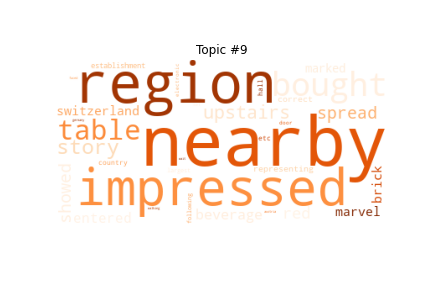 Topic #9
establishment
marked
region
bought
hall
correct
switzerland
upstairs
spread
table
nearby
door
etc
story
country
representing
showed
impressed
brick
following
mentered
beverage
red
marvel